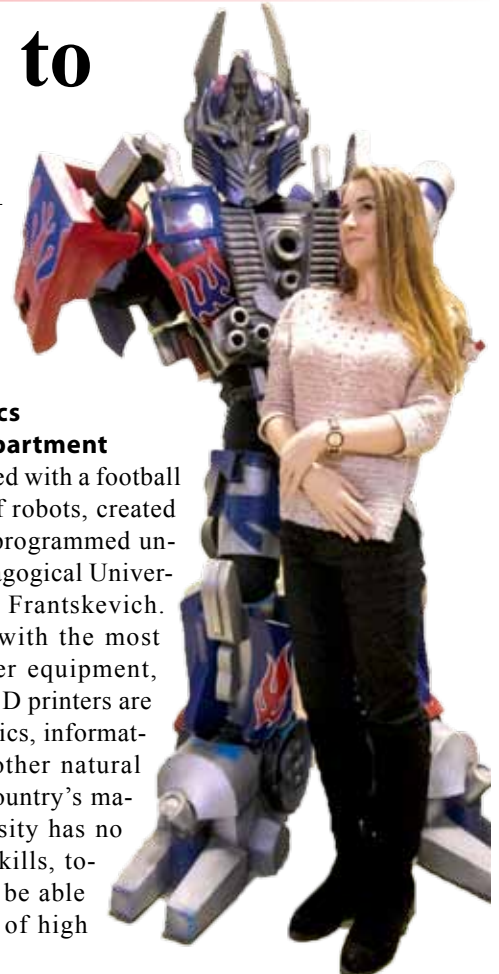 to
cs
partment
ed with a football
f robots, created
programmed un-
agogical Univer-
Frantskevich.
with the most
er equipment,
D printers are
ics, informat-
other natural
ountry's ma-
sity has no
kills, to-
be able
of high